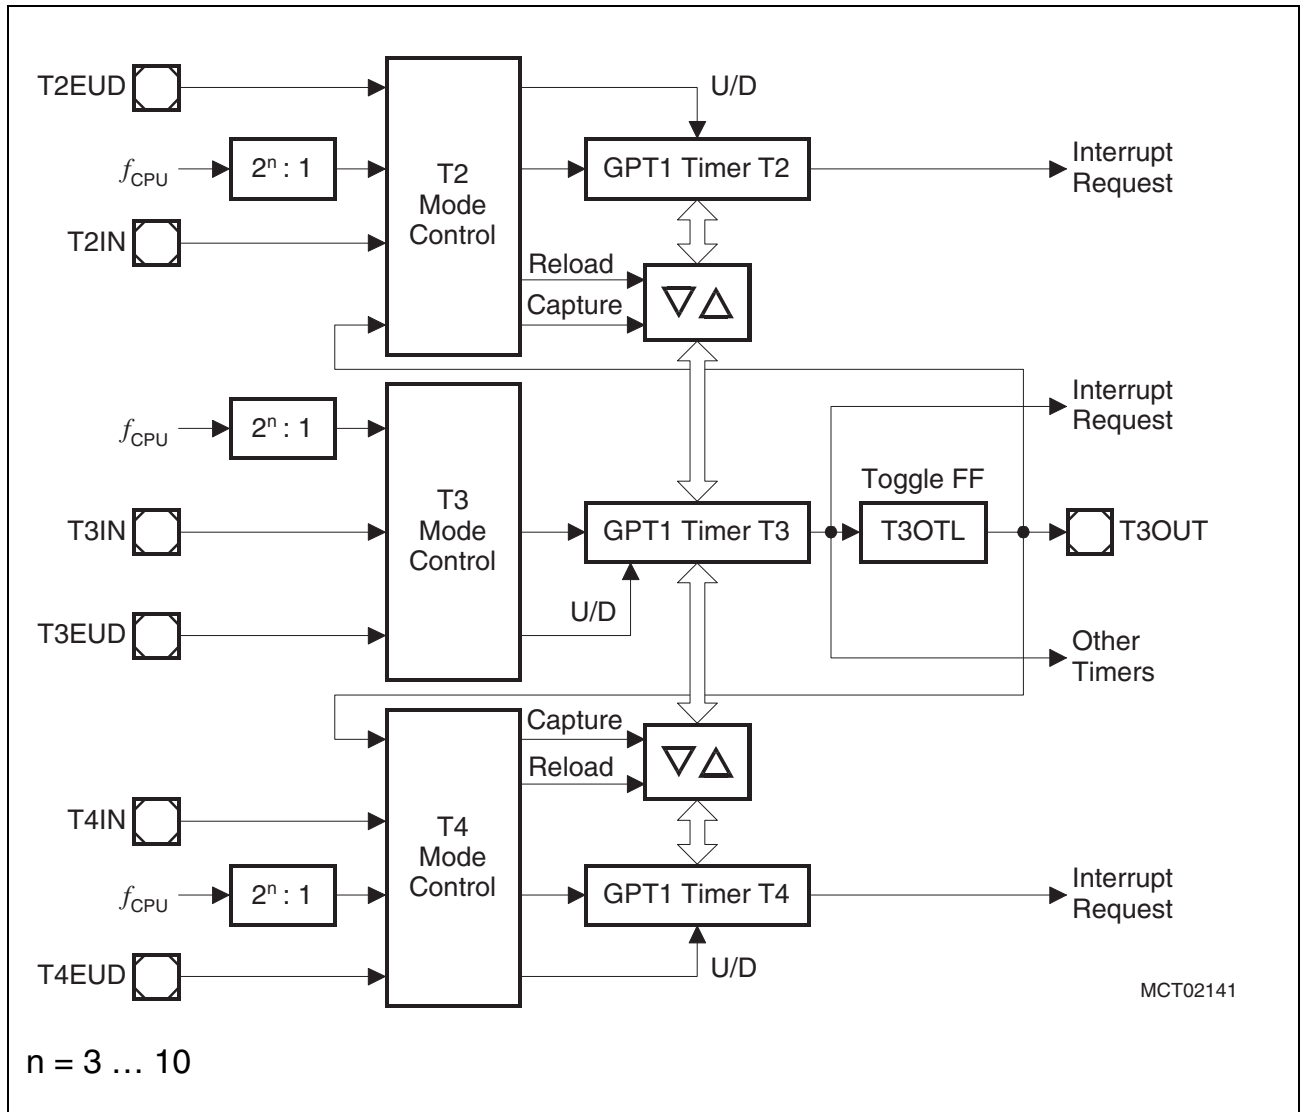 T2EUD
U/D
fCPU
2ⁿ : 1
T2
Mode
Control
GPT1 Timer T2
Interrupt
Request
T2IN
Reload
Capture
fCPU
2ⁿ : 1
Interrupt
Request
T3
Mode
Control
Toggle FF
T3IN
GPT1 Timer T3
T3OTL
T3OUT
U/D
T3EUD
Other
Timers
Capture
Reload
T4IN
T4
Mode
Control
fCPU
2ⁿ : 1
GPT1 Timer T4
Interrupt
Request
T4EUD
U/D
MCT02141
n = 3 … 10